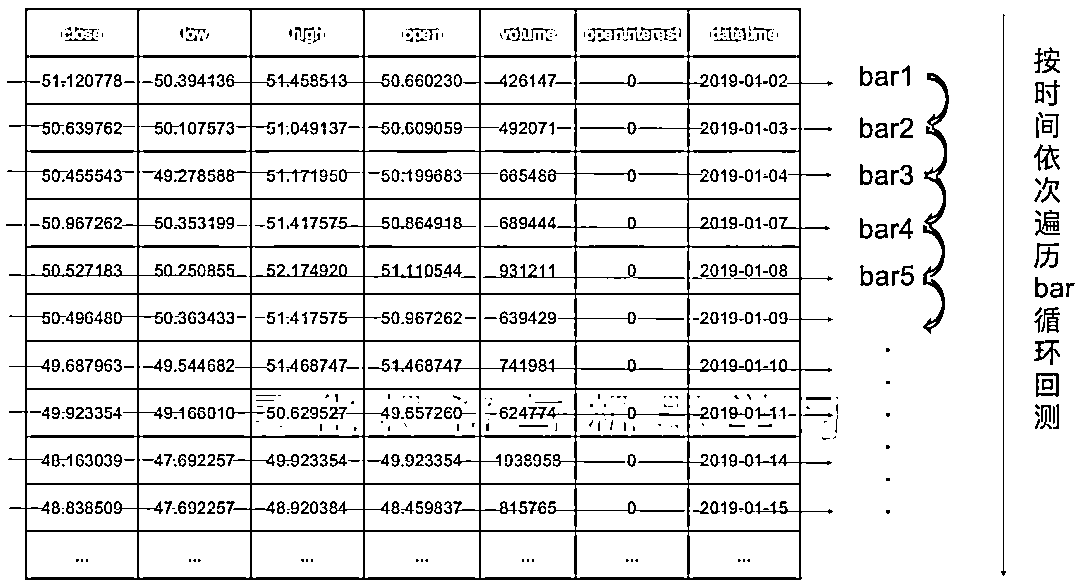 close low high open volume openinterest datetime
51.120778 50.394136 51.458513 50.660230 426147 0 2019-01-02 bar1
50.639762 50.107573 51.049137 50.609059 492071 0 2019-01-03 bar2
50.455543 49.278588 51.171950 50.199683 665486 0 2019-01-04 bar3
50.967262 50.353199 51.417575 50.864918 689444 0 2019-01-07 bar4
50.527183 50.250855 52.174920 51.110544 931211 0 2019-01-08 bar5
50.496480 50.363433 51.417575 50.967262 639429 0 2019-01-09
49.687963 49.544682 51.468747 51.468747 741981 0 2019-01-10
49.923354 49.166010 50.629527 49.657260 624774 0 2019-01-11
48.163039 47.692257 49.923354 49.923354 1038958 0 2019-01-14
48.838509 47.692257 48.920384 48.459837 815765 0 2019-01-15
... ... ... ... ... ... ...
按时间依次遍历bar循环回测